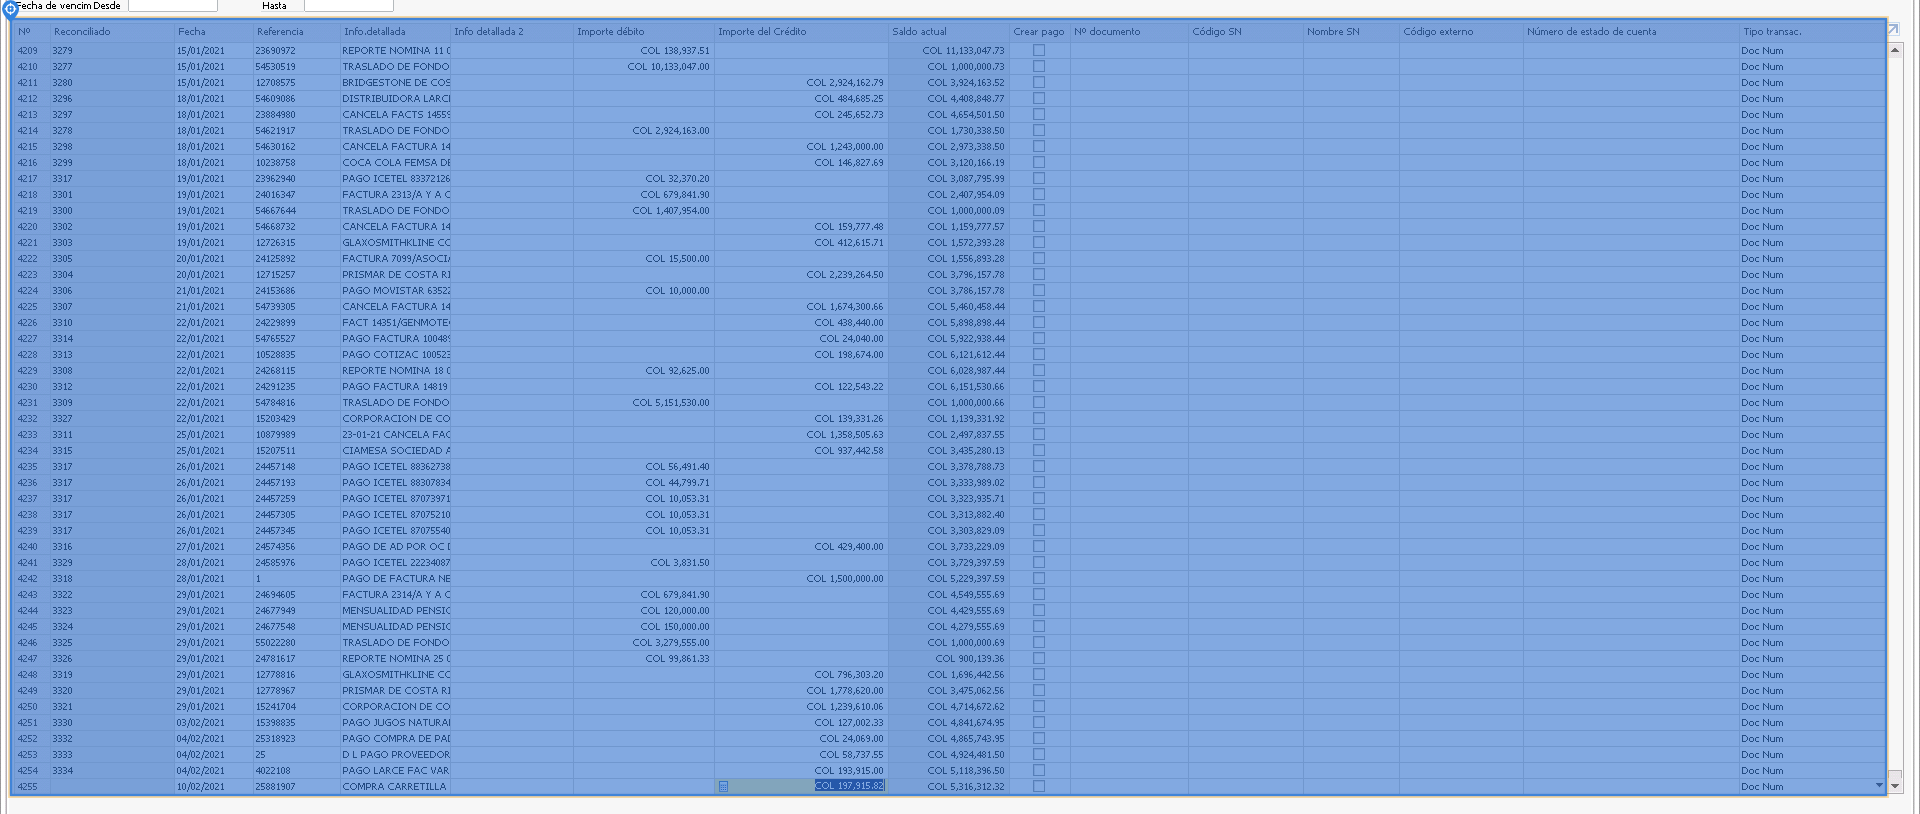 Fecha de vencim Desde Hasta
Nº Reconciliado Fecha Referencia Info.detallada Info detallada 2 Importe débito Importe del Crédito Saldo actual Crear pago Nº documento Código SN Nombre SN Código externo Número de estado de cuenta Tipo transac.
4209 3279 15/01/2021 23690972 REPORTE NOMINA 11 0 COL 138,937.51 COL 11,133,047.73 Doc Num
4210 3277 15/01/2021 54530519 TRASLADO DE FONDO COL 10,133,047.00 COL 1,000,000.73 Doc Num
4211 3280 15/01/2021 12708575 BRIDGESTONE DE COS COL 2,924,162.79 COL 3,924,163.52 Doc Num
4212 3296 18/01/2021 54609086 DISTRIBUIDORA LARCI COL 484,685.25 COL 4,408,848.77 Doc Num
4213 3297 18/01/2021 23884980 CANCELA FACTS 14559 COL 245,652.73 COL 4,654,501.50 Doc Num
4214 3278 18/01/2021 54621917 TRASLADO DE FONDO COL 2,924,163.00 COL 1,730,338.50 Doc Num
4215 3298 18/01/2021 54630162 CANCELA FACTURA 14 COL 1,243,000.00 COL 2,973,338.50 Doc Num
4216 3299 18/01/2021 10238758 COCA COLA FEMSA DE COL 146,827.69 COL 3,120,166.19 Doc Num
4217 3317 19/01/2021 23962940 PAGO ICETEL 83372126 COL 32,370.20 COL 3,087,795.99 Doc Num
4218 3301 19/01/2021 24016347 FACTURA 2313/A Y A C COL 679,841.90 COL 2,407,954.09 Doc Num
4219 3300 19/01/2021 54667644 TRASLADO DE FONDO COL 1,407,954.00 COL 1,000,000.09 Doc Num
4220 3302 19/01/2021 54668732 CANCELA FACTURA 14 COL 159,777.48 COL 1,159,777.57 Doc Num
4221 3303 19/01/2021 12726315 GLAXOSMITHKLINE CC COL 412,615.71 COL 1,572,393.28 Doc Num
4222 3305 20/01/2021 24125892 FACTURA 7099/ASOCI COL 15,500.00 COL 1,556,893.28 Doc Num
4223 3304 20/01/2021 12715257 PRISMAR DE COSTA RI COL 2,239,264.50 COL 3,796,157.78 Doc Num
4224 3306 21/01/2021 24153686 PAGO MOVISTAR 63522 COL 10,000.00 COL 3,786,157.78 Doc Num
4225 3307 21/01/2021 54739305 CANCELA FACTURA 14 COL 1,674,300.66 COL 5,460,458.44 Doc Num
4226 3310 22/01/2021 24229899 FACT 14351/GENMOTE COL 438,440.00 COL 5,898,898.44 Doc Num
4227 3314 22/01/2021 54765527 PAGO FACTURA 100489 COL 24,040.00 COL 5,922,938.44 Doc Num
4228 3313 22/01/2021 10528835 PAGO COTIZAC 100523 COL 198,674.00 COL 6,121,612.44 Doc Num
4229 3308 22/01/2021 24268115 REPORTE NOMINA 18 0 COL 92,625.00 COL 6,028,987.44 Doc Num
4230 3312 22/01/2021 24291235 PAGO FACTURA 14819 COL 122,543.22 COL 6,151,530.66 Doc Num
4231 3309 22/01/2021 54784816 TRASLADO DE FONDO COL 5,151,530.00 COL 1,000,000.66 Doc Num
4232 3327 22/01/2021 15203429 CORPORACION DE CO COL 139,331.26 COL 1,139,331.92 Doc Num
4233 3311 25/01/2021 10879989 23-01-21 CANCELA FAC COL 1,358,505.63 COL 2,497,837.55 Doc Num
4234 3315 25/01/2021 15207511 CIAMESA SOCIEDAD A COL 937,442.58 COL 3,435,280.13 Doc Num
4235 3317 26/01/2021 24457148 PAGO ICETEL 88362738 COL 56,491.40 COL 3,378,788.73 Doc Num
4236 3317 26/01/2021 24457193 PAGO ICETEL 88307834 COL 44,799.71 COL 3,333,989.02 Doc Num
4237 3317 26/01/2021 24457259 PAGO ICETEL 87073971 COL 10,053.31 COL 3,323,935.71 Doc Num
4238 3317 26/01/2021 24457305 PAGO ICETEL 87075210 COL 10,053.31 COL 3,313,882.40 Doc Num
4239 3317 26/01/2021 24457345 PAGO ICETEL 87075540 COL 10,053.31 COL 3,303,829.09 Doc Num
4240 3316 27/01/2021 24574356 PAGO DE AD POR OC D COL 429,400.00 COL 3,733,229.09 Doc Num
4241 3329 28/01/2021 24585976 PAGO ICETEL 22234087 COL 3,831.50 COL 3,729,397.59 Doc Num
4242 3318 28/01/2021 1 PAGO DE FACTURA NE COL 1,500,000.00 COL 5,229,397.59 Doc Num
4243 3322 29/01/2021 24694605 FACTURA 2314/A Y A C COL 679,841.90 COL 4,549,555.69 Doc Num
4244 3323 29/01/2021 24677949 MENSUALIDAD PENSIC COL 120,000.00 COL 4,429,555.69 Doc Num
4245 3324 29/01/2021 24677548 MENSUALIDAD PENSIC COL 150,000.00 COL 4,279,555.69 Doc Num
4246 3325 29/01/2021 55022280 TRASLADO DE FONDO COL 3,279,555.00 COL 1,000,000.69 Doc Num
4247 3326 29/01/2021 24781617 REPORTE NOMINA 25 0 COL 99,861.33 COL 900,139.36 Doc Num
4248 3319 29/01/2021 12778816 GLAXOSMITHKLINE CC COL 796,303.20 COL 1,696,442.56 Doc Num
4249 3320 29/01/2021 12778967 PRISMAR DE COSTA RI COL 1,778,620.00 COL 3,475,062.56 Doc Num
4250 3321 29/01/2021 15241704 CORPORACION DE CO COL 1,239,610.06 COL 4,714,672.62 Doc Num
4251 3330 03/02/2021 15398835 PAGO JUGOS NATURAI COL 127,002.33 COL 4,841,674.95 Doc Num
4252 3332 04/02/2021 25318923 PAGO COMPRA DE PAI COL 24,069.00 COL 4,865,743.95 Doc Num
4253 3333 04/02/2021 25 D L PAGO PROVEEDOR COL 58,737.55 COL 4,924,481.50 Doc Num
4254 3334 04/02/2021 4022108 PAGO LARCE FAC VAR COL 193,915.00 COL 5,118,396.50 Doc Num
4255 10/02/2021 25881907 COMPRA CARRETILLA COL 197,915.82 COL 5,316,312.32 Doc Num